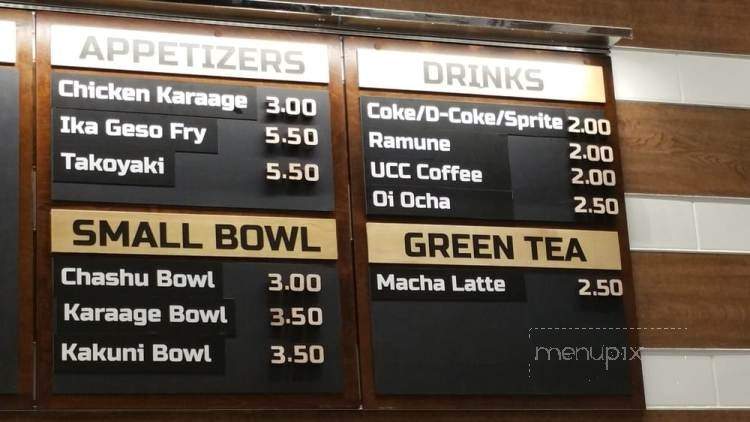 APPETIZERS
Chicken Karaage 3.00
Ika Geso Fry 5.50
Takoyaki 5.50
SMALL BOWL
Chashu Bowl 3.00
Karaage Bowl 3.50
Kakuni Bowl 3.50
DRINKS
Coke/D-Coke/Sprite 2.00
Ramune 2.00
UCC Coffee 2.00
Oi Ocha 2.50
GREEN TEA
Macha Latte 2.50
menupix